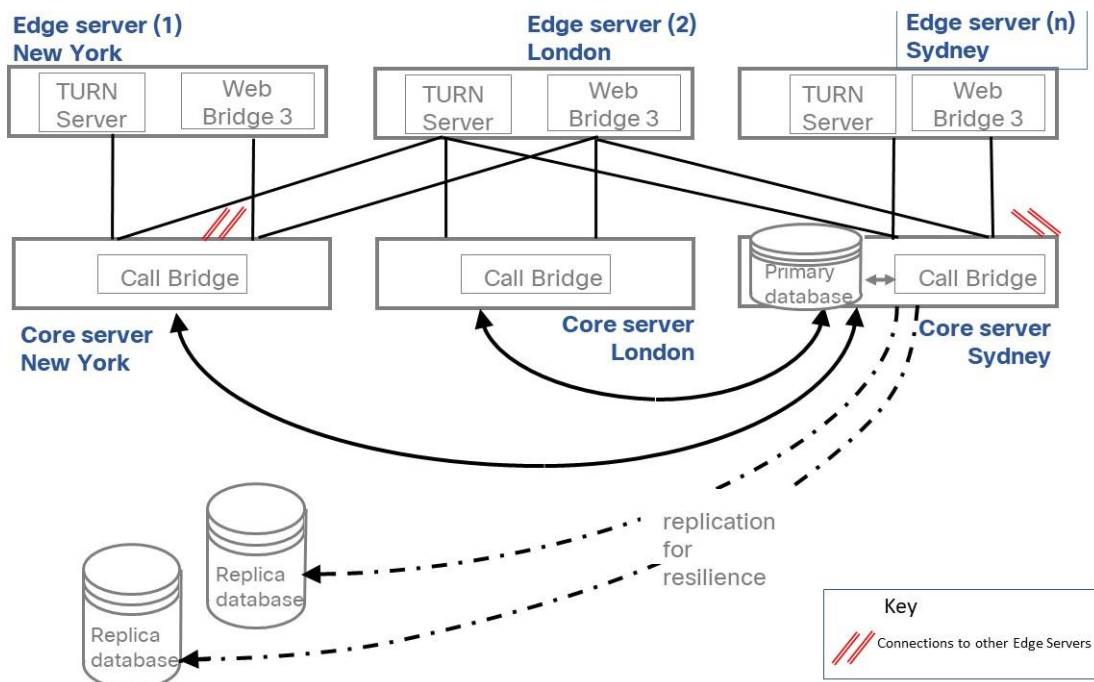 Edge server (1)
New York
Edge server (2)
London
Edge server (n)
Sydney
TURN
Server
Web
Bridge 3
TURN
Server
Web
Bridge 3
TURN
Server
Web
Bridge 3
Call Bridge
Call Bridge
Primary
database
Call Bridge
Core server
New York
Core server
London
Core server
Sydney
replication
for
resilience
Replica
database
Replica
database
Key
Connections to other Edge Servers